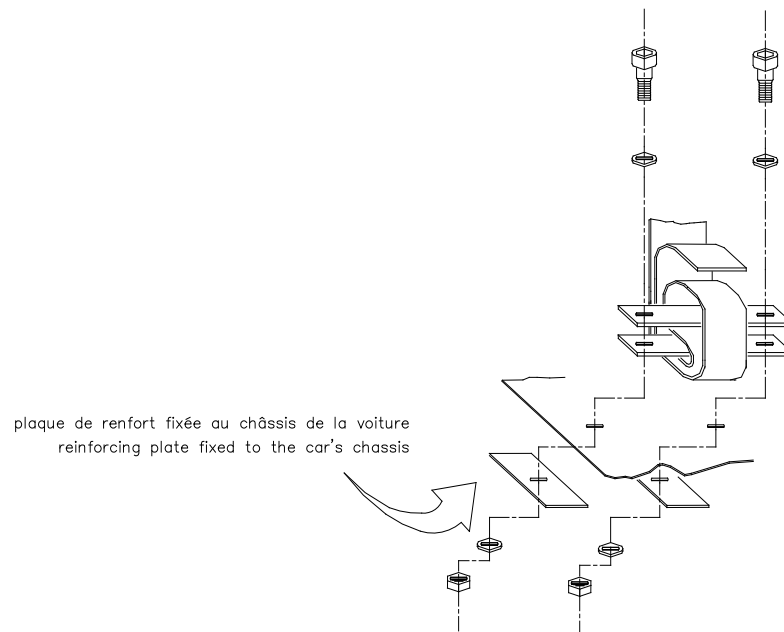 plaque de renfort fixée au châssis de la voiture
reinforcing plate fixed to the car's chassis